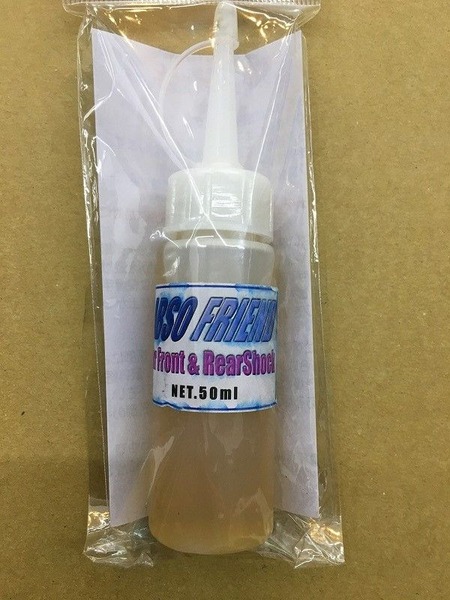 FRIEND
Front & RearShock
NET.50ml